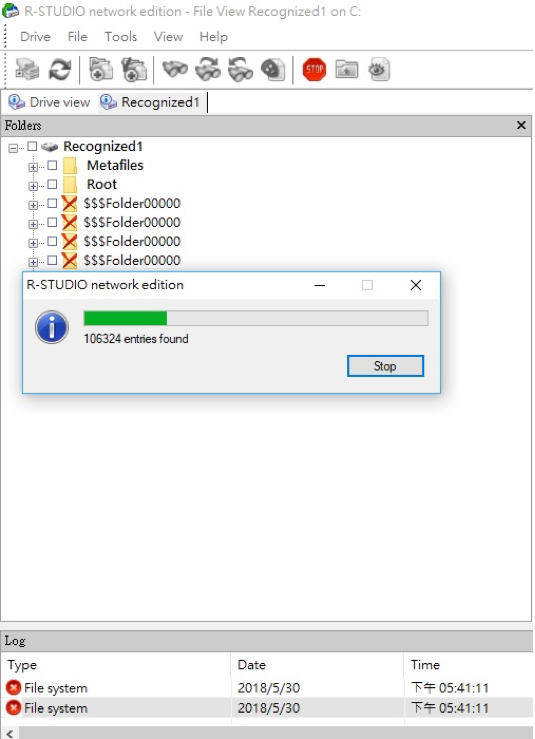 R-STUDIO network edition - File View Recognized1 on C:
Drive File Tools View Help
STOP
Drive view Recognized1
Folders
Recognized1
Metafiles
Root
$$$Folder00000
$$$Folder00000
$$$Folder00000
$$$Folder00000
R-STUDIO network edition
106324 entries found
Stop
Log
Type Date Time
File system 2018/5/30 下午 05:41:11
File system 2018/5/30 下午 05:41:11